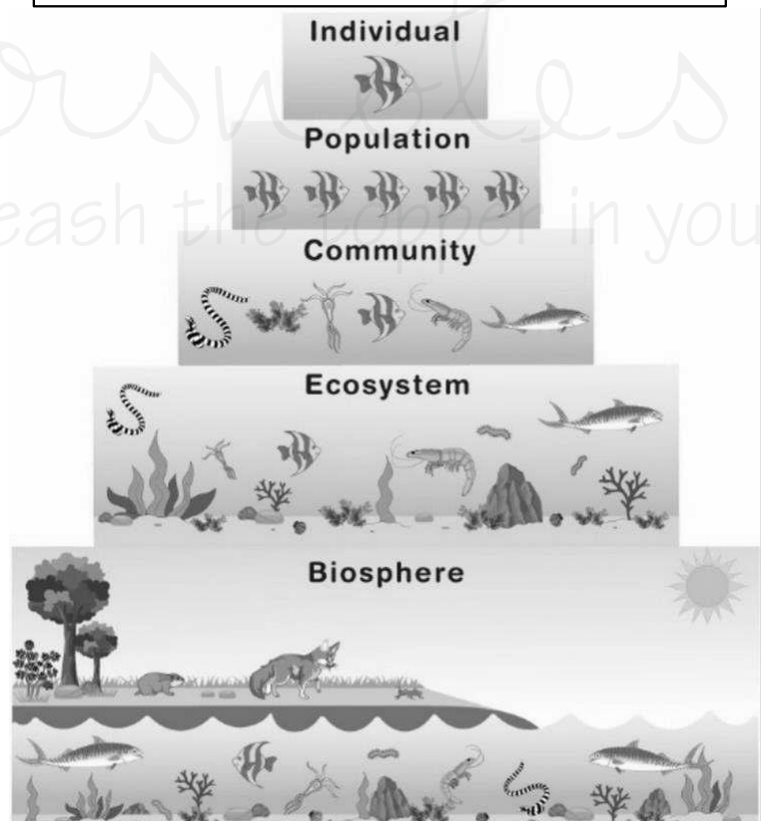 Individual
Population
Community
Ecosystem
Biosphere